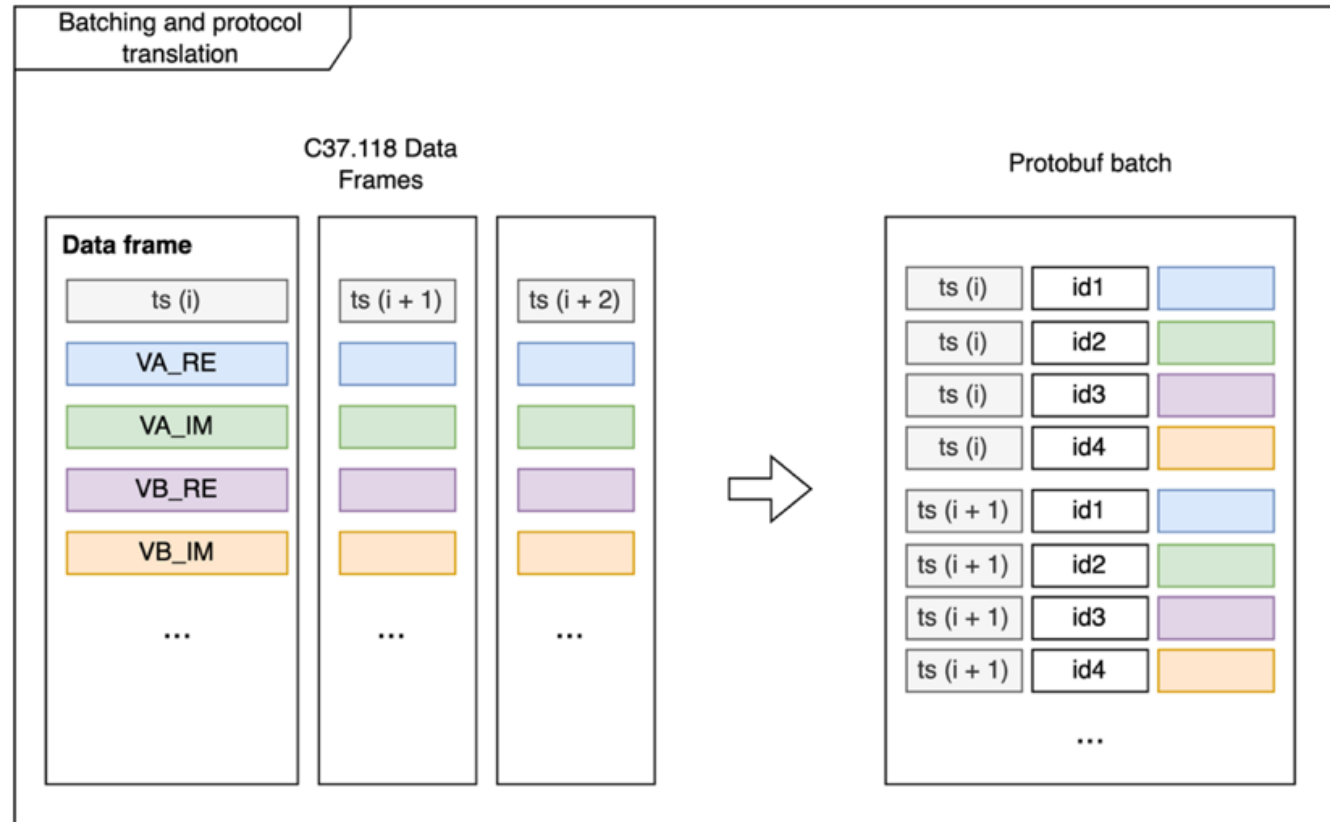 Batching and protocol
translation
C37.118 Data
Frames
Data frame
ts (i)
VA_RE
VA_IM
VB_RE
VB_IM
...
ts (i + 1)
...
ts (i + 2)
...
Protobuf batch
ts (i) id1
ts (i) id2
ts (i) id3
ts (i) id4
ts (i + 1) id1
ts (i + 1) id2
ts (i + 1) id3
ts (i + 1) id4
...